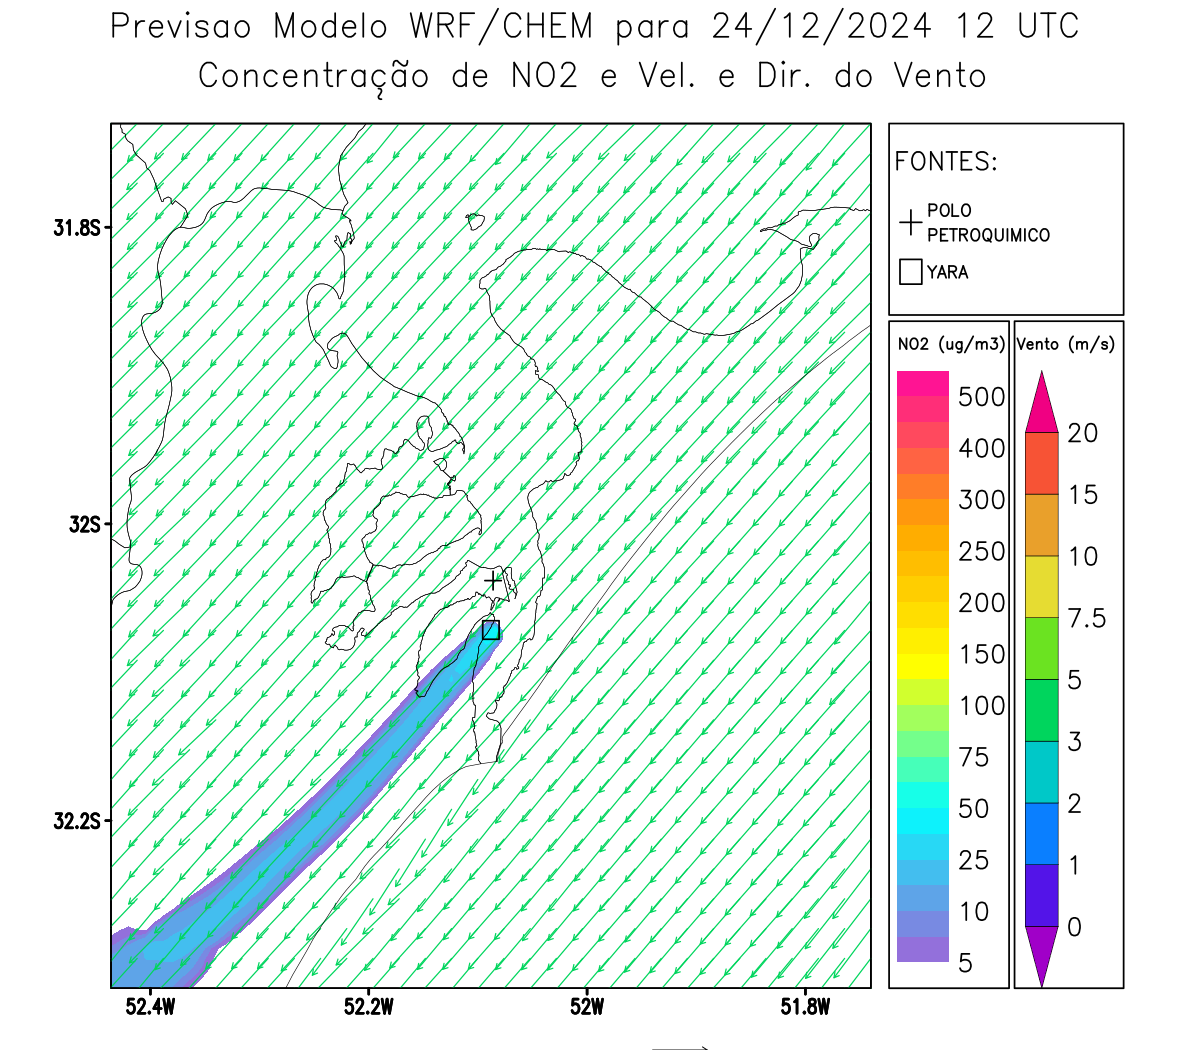 Previsao Modelo WRF/CHEM para 24/12/2024 12 UTC
Concentração de NO2 e Vel. e Dir. do Vento
FONTES:
POLO
PETROQUIMICO
YARA
NO2 (ug/m3)
500
400
300
250
200
150
100
75
50
25
10
5
Vento (m/s)
20
15
10
7.5
5
3
2
1
0
31.8S
32S
32.2S
52.4W 52.2W 52W 51.8W